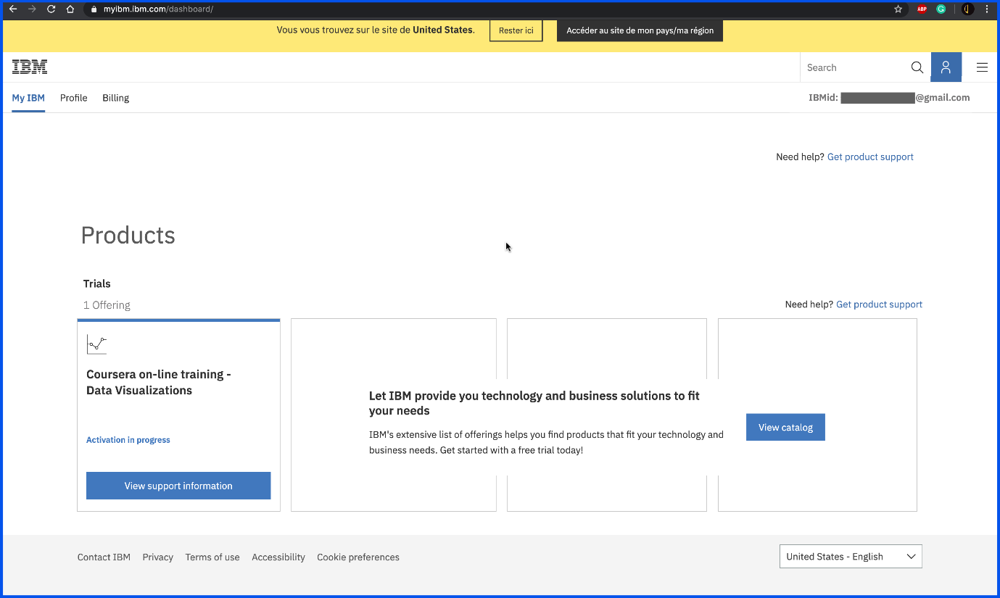 myibm.ibm.com/dashboard/
ABP
G
Vous vous trouvez sur le site de United States. Rester ici Accéder au site de mon pays/ma région
IBM
Search
My IBM Profile Billing
IBMid: @gmail.com
Need help? Get product support
Products
Trials
1 Offering
Need help? Get product support
Coursera on-line training -
Data Visualizations
Activation in progress
View support information
Let IBM provide you technology and business solutions to fit
your needs
IBM's extensive list of offerings helps you find products that fit your technology and
business needs. Get started with a free trial today!
View catalog
Contact IBM Privacy Terms of use Accessibility Cookie preferences
United States - English